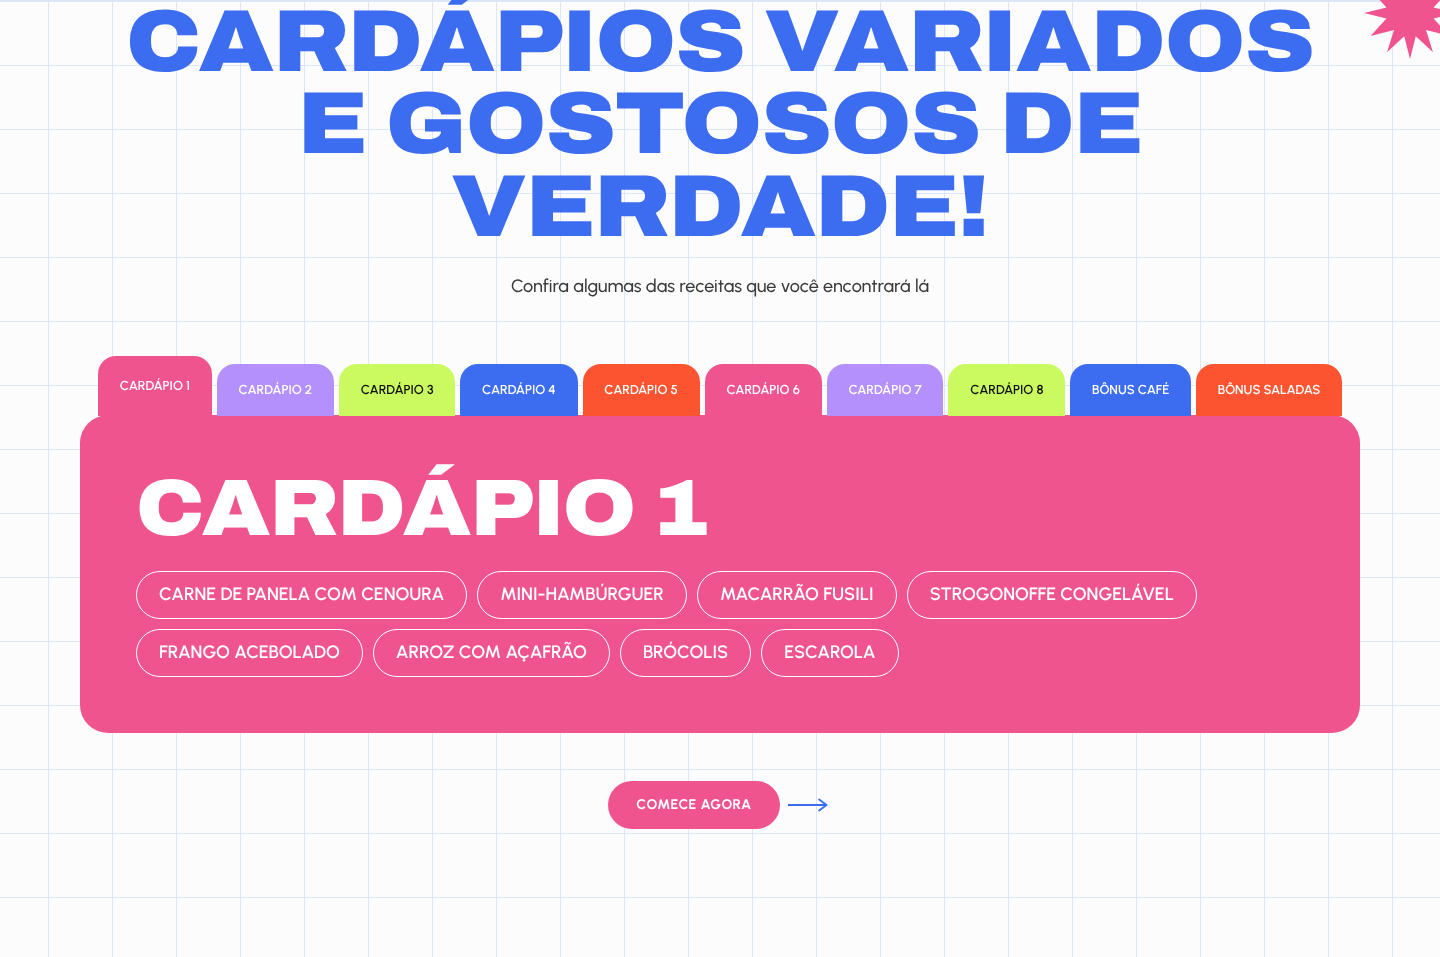 CARDÁPIOS VARIADOS
E GOSTOSOS DE
VERDADE!
Confira algumas das receitas que você encontrará lá
CARDÁPIO 1
CARDÁPIO 2
CARDÁPIO 3
CARDÁPIO 4
CARDÁPIO 5
CARDÁPIO 6
CARDÁPIO 7
CARDÁPIO 8
BÔNUS CAFÉ
BÔNUS SALADAS
CARDÁPIO 1
CARNE DE PANELA COM CENOURA
MINI-HAMBÚRGUER
MACARRÃO FUSILI
STROGONOFFE CONGELÁVEL
FRANGO ACEBOLADO
ARROZ COM AÇAFRÃO
BRÓCOLIS
ESCAROLA
COMECE AGORA